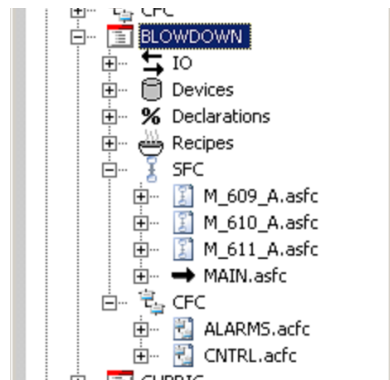 CFC
BLOWDOWN
IO
Devices
Declarations
Recipes
SFC
M_609_A.asfc
M_610_A.asfc
M_611_A.asfc
MAIN.asfc
CFC
ALARMS.acfc
CNTRL.acfc